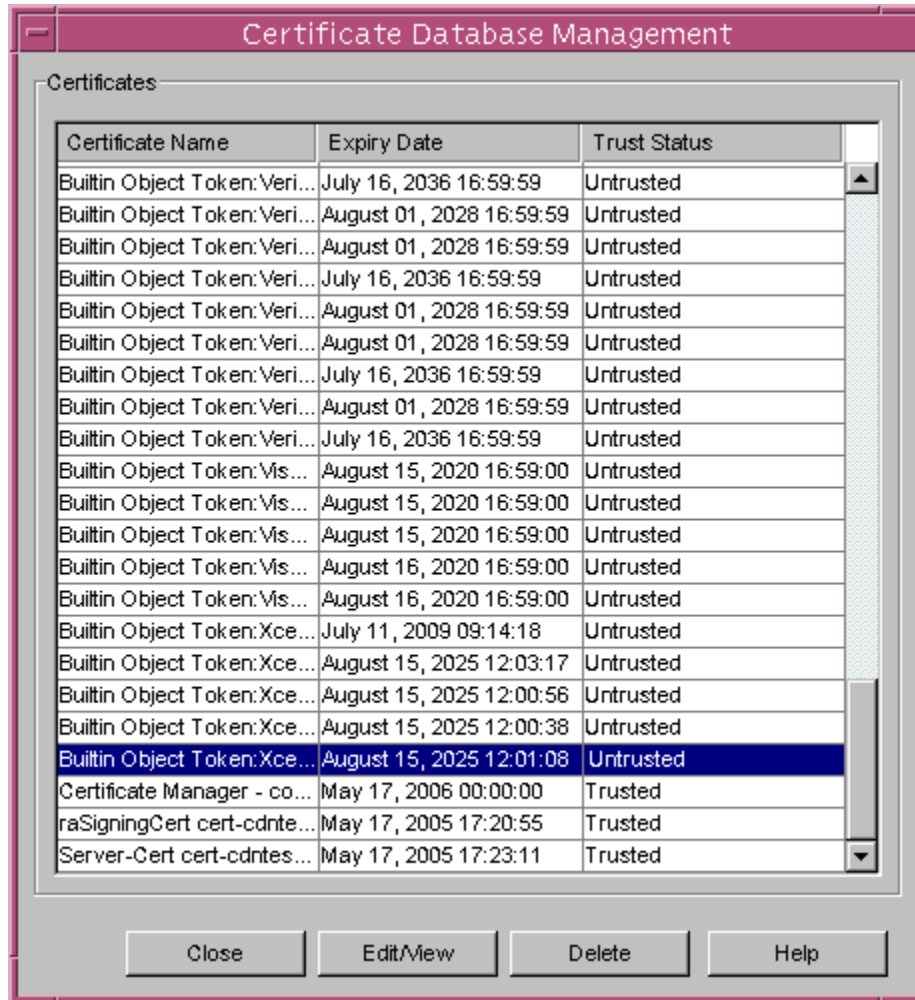 Certificate Database Management
Certificates
Certificate Name Expiry Date Trust Status
Builtin Object Token:Veri... July 16, 2036 16:59:59 Untrusted
Builtin Object Token:Veri... August 01, 2028 16:59:59 Untrusted
Builtin Object Token:Veri... August 01, 2028 16:59:59 Untrusted
Builtin Object Token:Veri... July 16, 2036 16:59:59 Untrusted
Builtin Object Token:Veri... August 01, 2028 16:59:59 Untrusted
Builtin Object Token:Veri... August 01, 2028 16:59:59 Untrusted
Builtin Object Token:Veri... July 16, 2036 16:59:59 Untrusted
Builtin Object Token:Veri... August 01, 2028 16:59:59 Untrusted
Builtin Object Token:Veri... July 16, 2036 16:59:59 Untrusted
Builtin Object Token:Vis... August 15, 2020 16:59:00 Untrusted
Builtin Object Token:Vis... August 15, 2020 16:59:00 Untrusted
Builtin Object Token:Vis... August 15, 2020 16:59:00 Untrusted
Builtin Object Token:Vis... August 16, 2020 16:59:00 Untrusted
Builtin Object Token:Vis... August 16, 2020 16:59:00 Untrusted
Builtin Object Token:Xce... July 11, 2009 09:14:18 Untrusted
Builtin Object Token:Xce... August 15, 2025 12:03:17 Untrusted
Builtin Object Token:Xce... August 15, 2025 12:00:56 Untrusted
Builtin Object Token:Xce... August 15, 2025 12:00:38 Untrusted
Builtin Object Token:Xce... August 15, 2025 12:01:08 Untrusted
Certificate Manager - co... May 17, 2006 00:00:00 Trusted
raSigningCert cert-cdnte... May 17, 2005 17:20:55 Trusted
Server-Cert cert-cdntes... May 17, 2005 17:23:11 Trusted
Close Edit/View Delete Help